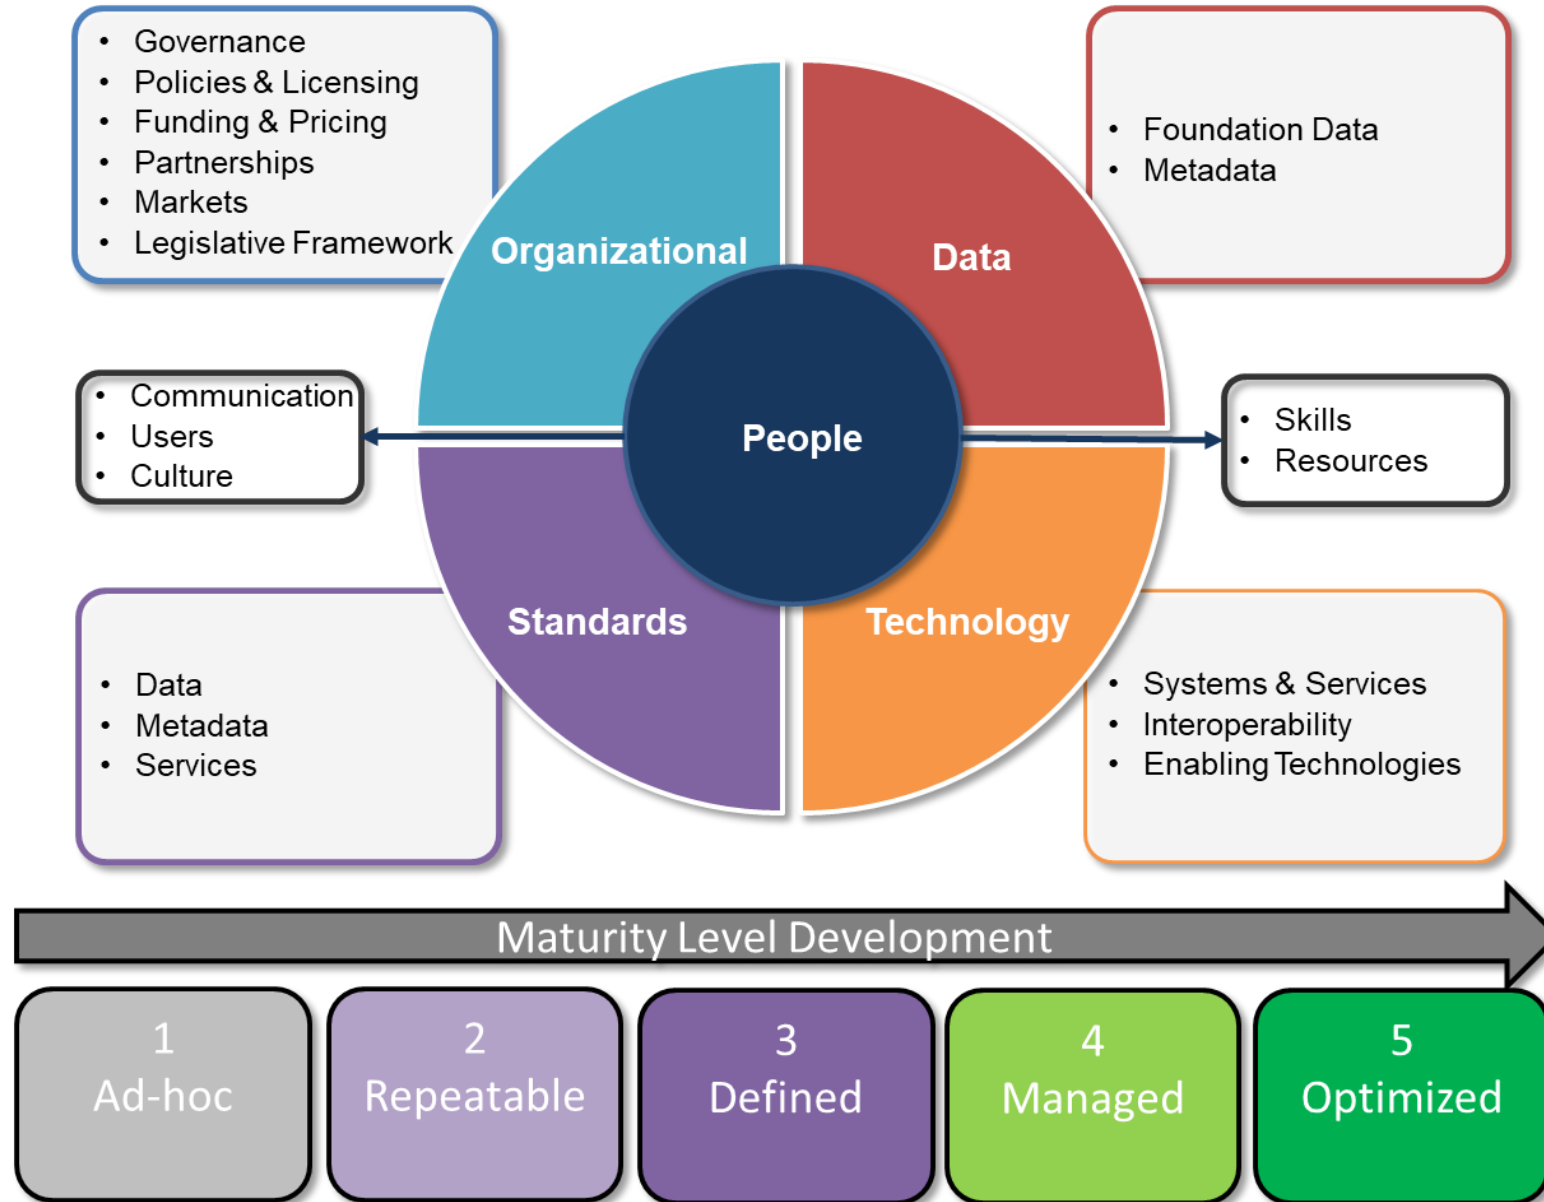 • Governance
• Policies & Licensing
• Funding & Pricing
• Partnerships
• Markets
• Legislative Framework
• Foundation Data
• Metadata
Organizational
Data
• Communication
• Users
• Culture
People
• Skills
• Resources
Standards
Technology
• Data
• Metadata
• Services
• Systems & Services
• Interoperability
• Enabling Technologies
Maturity Level Development
1
Ad-hoc
2
Repeatable
3
Defined
4
Managed
5
Optimized